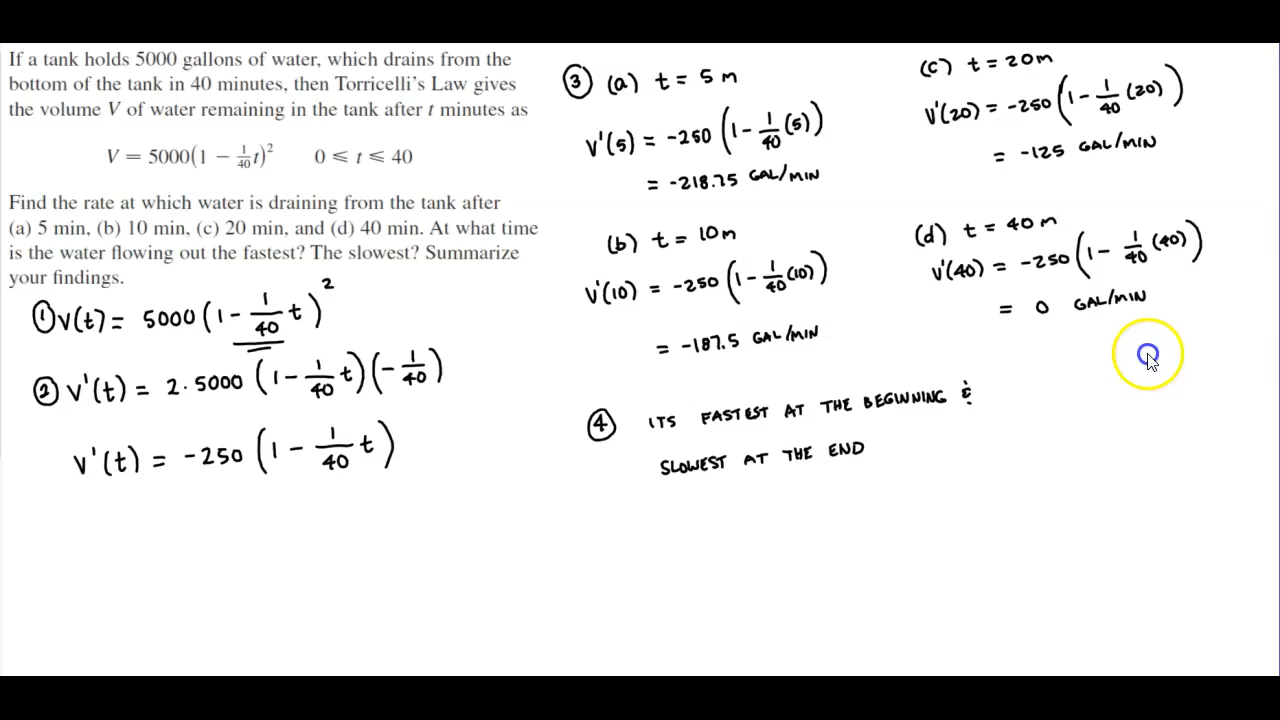 If a tank holds 5000 gallons of water, which drains from the
bottom of the tank in 40 minutes, then Torricelli's Law gives
the volume V of water remaining in the tank after t minutes as
V = 5000(1 − 1/40 t)² 0 ⩽ t ⩽ 40
Find the rate at which water is draining from the tank after
(a) 5 min, (b) 10 min, (c) 20 min, and (d) 40 min. At what time
is the water flowing out the fastest? The slowest? Summarize
your findings.
① V(t) = 5000 (1 − 1/40 t)²
② V'(t) = 2·5000 (1 − 1/40 t)(−1/40)
V'(t) = −250 (1 − 1/40 t)
③ (a) t = 5 m
V'(5) = −250 (1 − 1/40 (5))
= −218.75 GAL/MIN
(b) t = 10 m
V'(10) = −250 (1 − 1/40 (10))
= −187.5 GAL/MIN
(c) t = 20 m
V'(20) = −250 (1 − 1/40 (20))
= −125 GAL/MIN
(d) t = 40 m
V'(40) = −250 (1 − 1/40 (40))
= 0 GAL/MIN
④ ITS FASTEST AT THE BEGINNING &
SLOWEST AT THE END